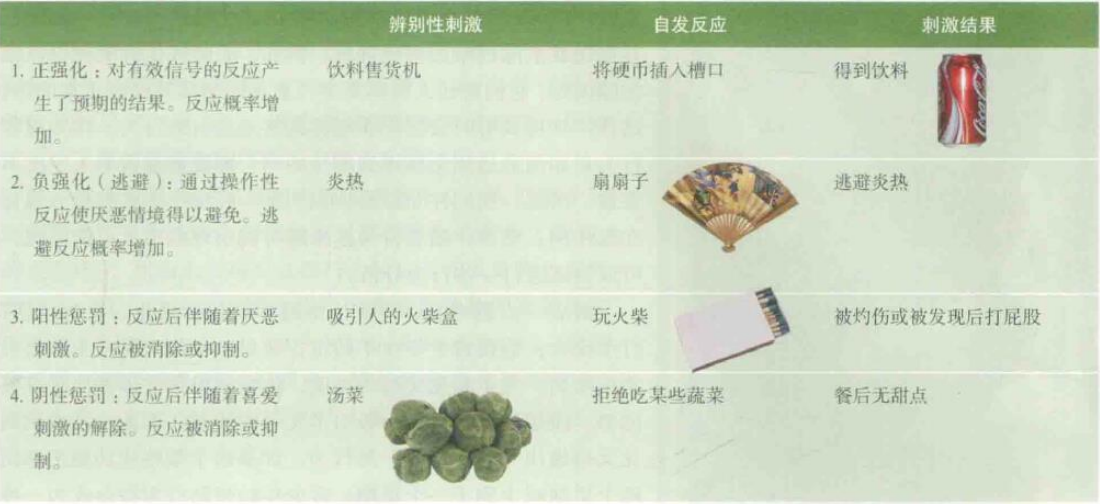 辨别性刺激 自发反应 刺激结果
1. 正强化：对有效信号的反应产 饮料售货机 将硬币插入槽口 得到饮料
生了预期的结果。反应概率增
加。
2. 负强化（逃避）：通过操作性 炎热 扇扇子 逃避炎热
反应使厌恶情境得以避免。逃
避反应概率增加。
3. 阳性惩罚：反应后伴随着厌恶 吸引人的火柴盒 玩火柴 被灼伤或被发现后打屁股
刺激。反应被消除或抑制。
4. 阴性惩罚：反应后伴随着喜爱 汤菜 拒绝吃某些蔬菜 餐后无甜点
刺激的解除。反应被消除或抑
制。